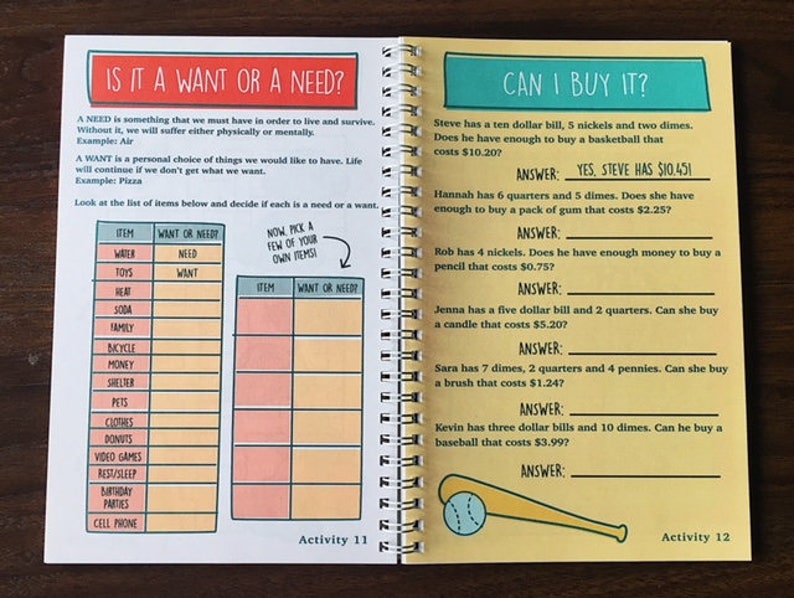 IS IT A WANT OR A NEED?
A NEED is something that we must have in order to live and survive.
Without it, we will suffer either physically or mentally.
Example: Air
A WANT is a personal choice of things we would like to have. Life
will continue if we don't get what we want.
Example: Pizza
Look at the list of items below and decide if each is a need or a want.
ITEM WANT OR NEED?
WATER NEED
TOYS WANT
HEAT
SODA
FAMILY
BICYCLE
MONEY
SHELTER
PETS
CLOTHES
DONUTS
VIDEO GAMES
REST/SLEEP
BIRTHDAY
PARTIES
CELL PHONE
NOW, PICK A
FEW OF YOUR
OWN ITEMS!
ITEM WANT OR NEED?
Activity 11
CAN I BUY IT?
Steve has a ten dollar bill, 5 nickels and two dimes.
Does he have enough to buy a basketball that
costs $10.20?
ANSWER: YES, STEVE HAS $10.45!
Hannah has 6 quarters and 5 dimes. Does she have
enough to buy a pack of gum that costs $2.25?
ANSWER:
Rob has 4 nickels. Does he have enough money to buy a
pencil that costs $0.75?
ANSWER:
Jenna has a five dollar bill and 2 quarters. Can she buy
a candle that costs $5.20?
ANSWER:
Sara has 7 dimes, 2 quarters and 4 pennies. Can she buy
a brush that costs $1.24?
ANSWER:
Kevin has three dollar bills and 10 dimes. Can he buy a
baseball that costs $3.99?
ANSWER:
Activity 12